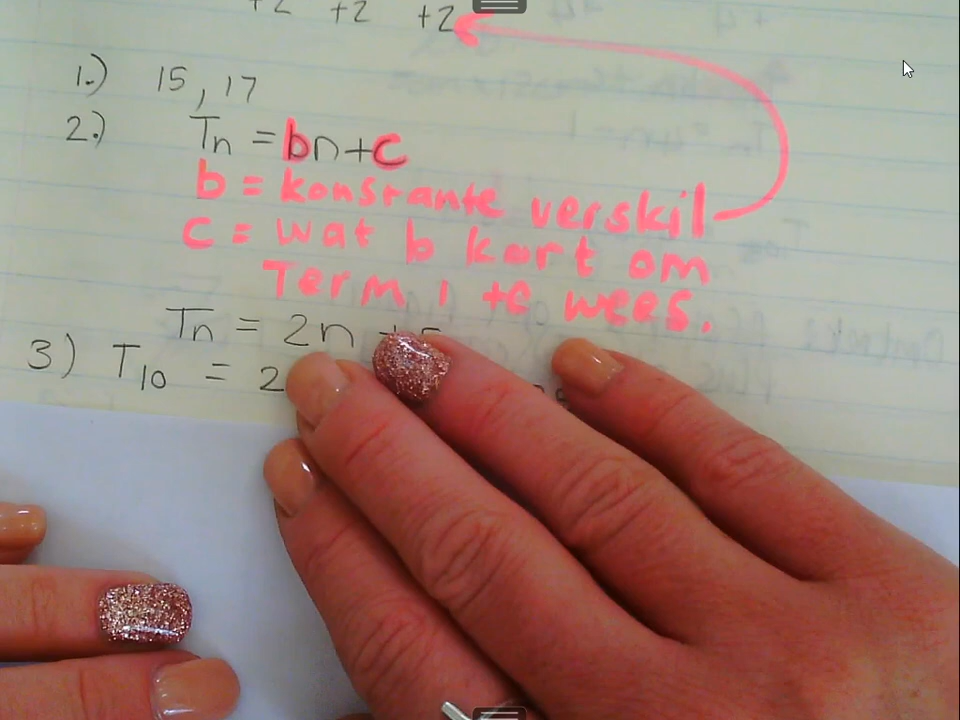 +2 +2 +2
1.) 15, 17
2.) Tn = bn+c
b = konstante verskil
c = wat b kort om
Term 1 te wees.
Tn = 2n +
3) T10 = 2